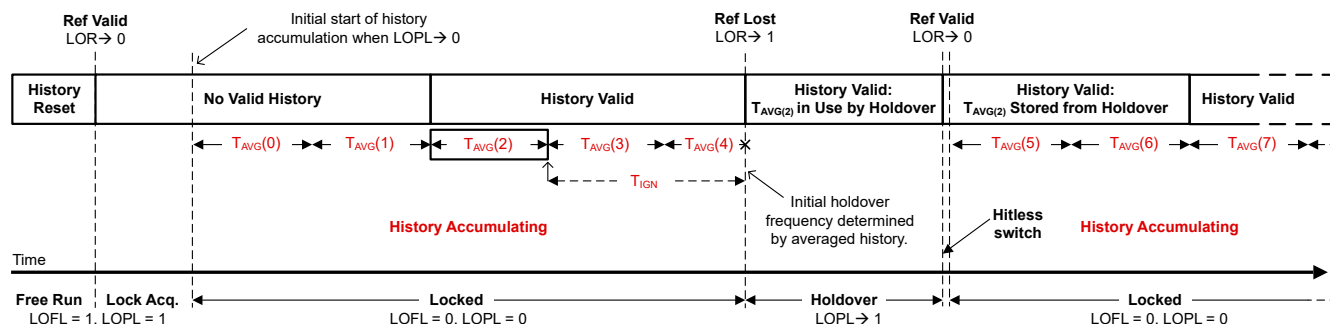 Ref Valid
LOR→ 0
Initial start of history
accumulation when LOPL→ 0
Ref Lost
LOR→ 1
Ref Valid
LOR→ 0
History
Reset
No Valid History
History Valid
History Valid:
TAVG(2) in Use by Holdover
History Valid:
TAVG(2) Stored from Holdover
History Valid
TAVG(0)
TAVG(1)
TAVG(2)
TAVG(3)
TAVG(4)
TAVG(5)
TAVG(6)
TAVG(7)
TIGN
Initial holdover
frequency determined
by averaged history.
History Accumulating
Hitless
switch
History Accumulating
Time
Free Run
LOFL = 1, LOPL = 1
Lock Acq.
Locked
LOFL = 0, LOPL = 0
Holdover
LOPL→ 1
Locked
LOFL = 0, LOPL = 0